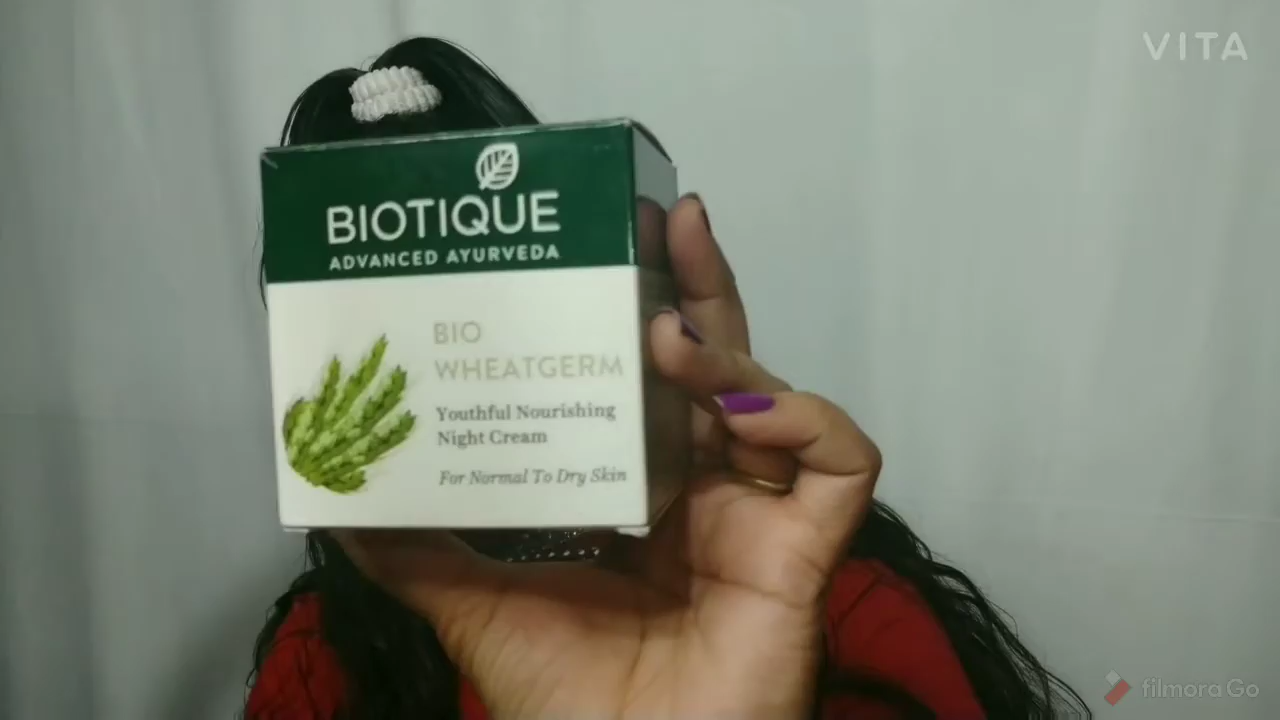 VITA
BIOTIQUE
ADVANCED AYURVEDA
BIO
WHEATGERM
Youthful Nourishing
Night Cream
For Normal To Dry Skin
filmora Go